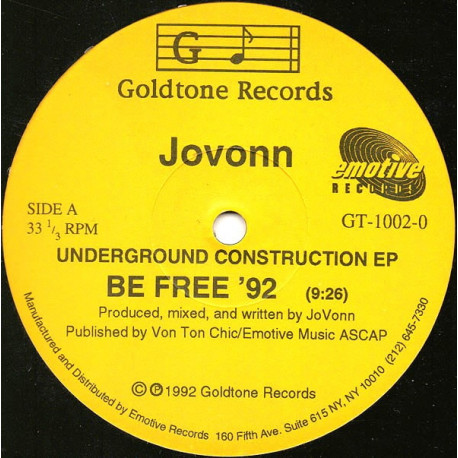 G
Goldtone Records
Jovonn
emotive
RECORDS
SIDE A
33 1/3 RPM
GT-1002-0
UNDERGROUND CONSTRUCTION EP
BE FREE '92 (9:26)
Produced, mixed, and written by JoVonn
Published by Von Ton Chic/Emotive Music ASCAP
© ℗ 1992 Goldtone Records
Manufactured and Distributed by Emotive Records 160 Fifth Ave. Suite 615 NY, NY 10010 (212) 645-7330